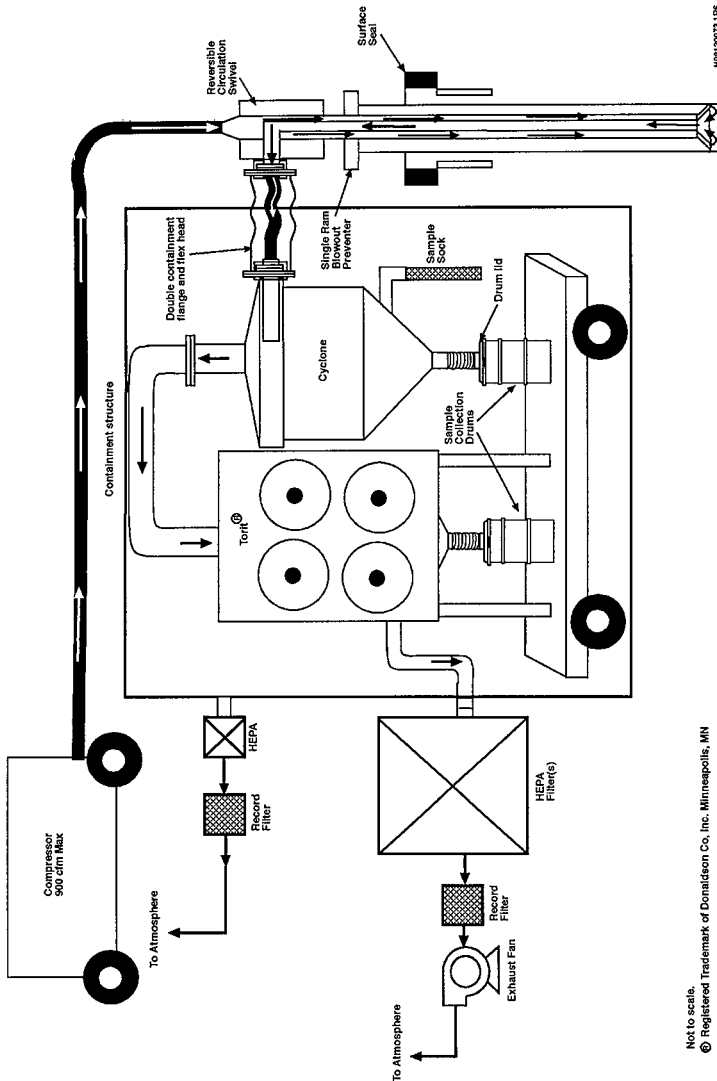 Compressor
900 cfm Max
To Atmosphere
Record
Filter
HEPA
Containment structure
Double containment
flange and flex head
Reversible
Circulation
Swivel
Single Ram
Blowout
Preventer
Surface
Seal
Torit®
Cyclone
Sample
Sock
Drum lid
Sample
Collection
Drums
To Atmosphere
Exhaust Fan
Record
Filter
HEPA
Filter(s)
Not to scale.
® Registered Trademark of Donaldson Co, Inc. Minneapolis, MN